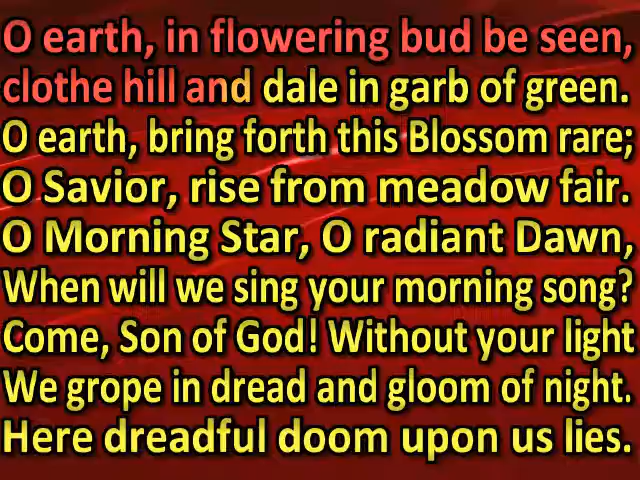 O earth, in flowering bud be seen,
clothe hill and dale in garb of green.
O earth, bring forth this Blossom rare;
O Savior, rise from meadow fair.
O Morning Star, O radiant Dawn,
When will we sing your morning song?
Come, Son of God! Without your light
We grope in dread and gloom of night.
Here dreadful doom upon us lies.